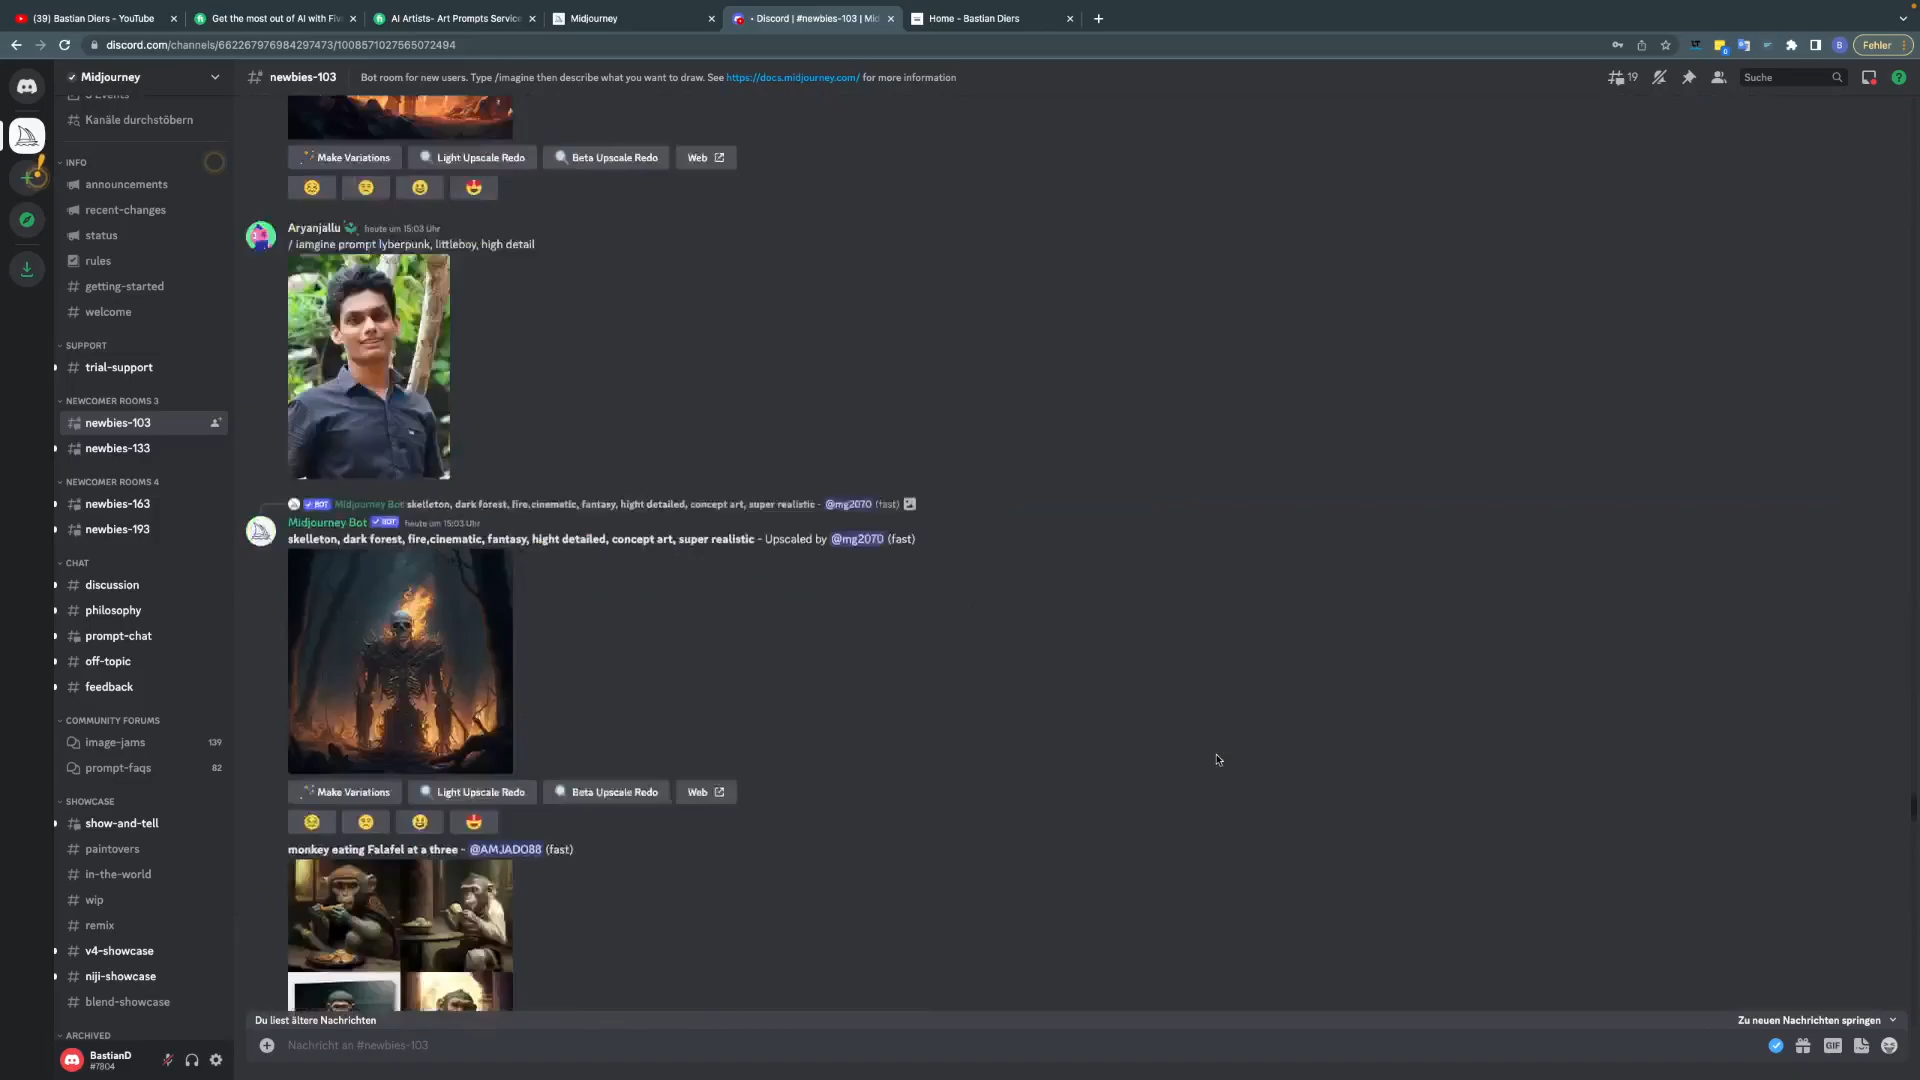 (39) Bastian Diers - YouTube
Get the most out of AI with Five
AI Artists- Art Prompts Service
Midjourney
• Discord | #newbies-103 | Mid
Home - Bastian Diers
discord.com/channels/662267976984297473/1008571027565072494
Fehler
Midjourney
newbies-103
Bot room for new users. Type /imagine then describe what you want to draw. See https://docs.midjourney.com/ for more information
19
Suche
3 Events
Kanäle durchstöbern
INFO
announcements
recent-changes
status
rules
getting-started
welcome
SUPPORT
trial-support
NEWCOMER ROOMS 3
newbies-103
newbies-133
NEWCOMER ROOMS 4
newbies-163
newbies-193
CHAT
discussion
philosophy
prompt-chat
off-topic
feedback
COMMUNITY FORUMS
image-jams 139
prompt-faqs 82
SHOWCASE
show-and-tell
paintovers
in-the-world
wip
remix
v4-showcase
niji-showcase
blend-showcase
ARCHIVED
BastianD
#7804
Make Variations
Light Upscale Redo
Beta Upscale Redo
Web
Aryanjallu heute um 15:03 Uhr
/ iamgine prompt lyberpunk, littleboy, high detail
BOT Midjourney Bot skelleton, dark forest, fire,cinematic, fantasy, hight detailed, concept art, super realistic - @mg2070 (fast)
Midjourney Bot BOT heute um 15:03 Uhr
skelleton, dark forest, fire,cinematic, fantasy, hight detailed, concept art, super realistic - Upscaled by @mg2070 (fast)
Make Variations
Light Upscale Redo
Beta Upscale Redo
Web
monkey eating Falafel at a three - @AMJADO88 (fast)
Du liest ältere Nachrichten
Zu neuen Nachrichten springen
Nachricht an #newbies-103
GIF